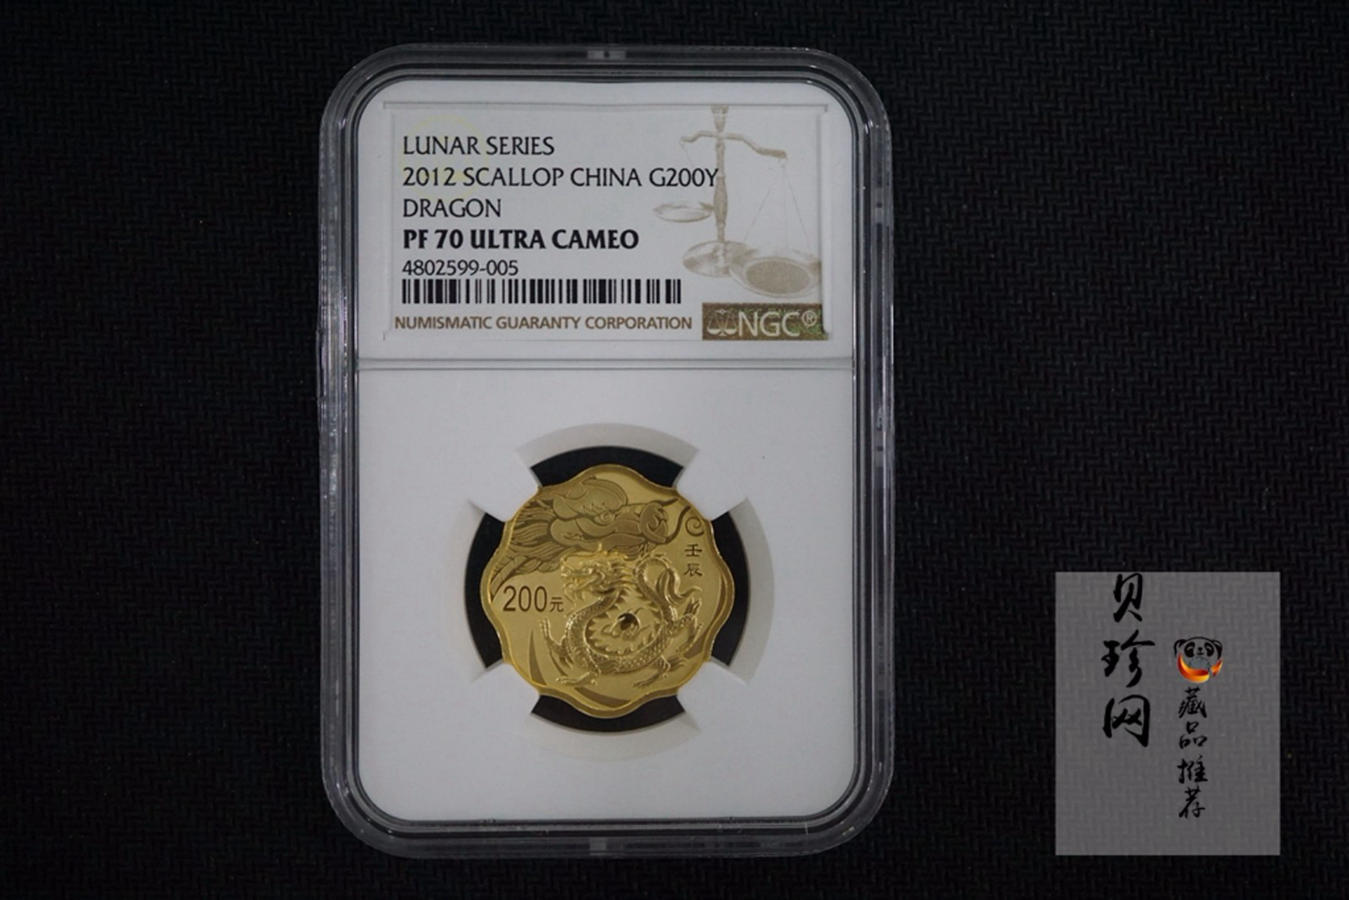 LUNAR SERIES
2012 SCALLOP CHINA G200Y
DRAGON
PF 70 ULTRA CAMEO
4802599-005
NUMISMATIC GUARANTY CORPORATION
NGC®
壬辰
200元
贝珍网
藏品推荐